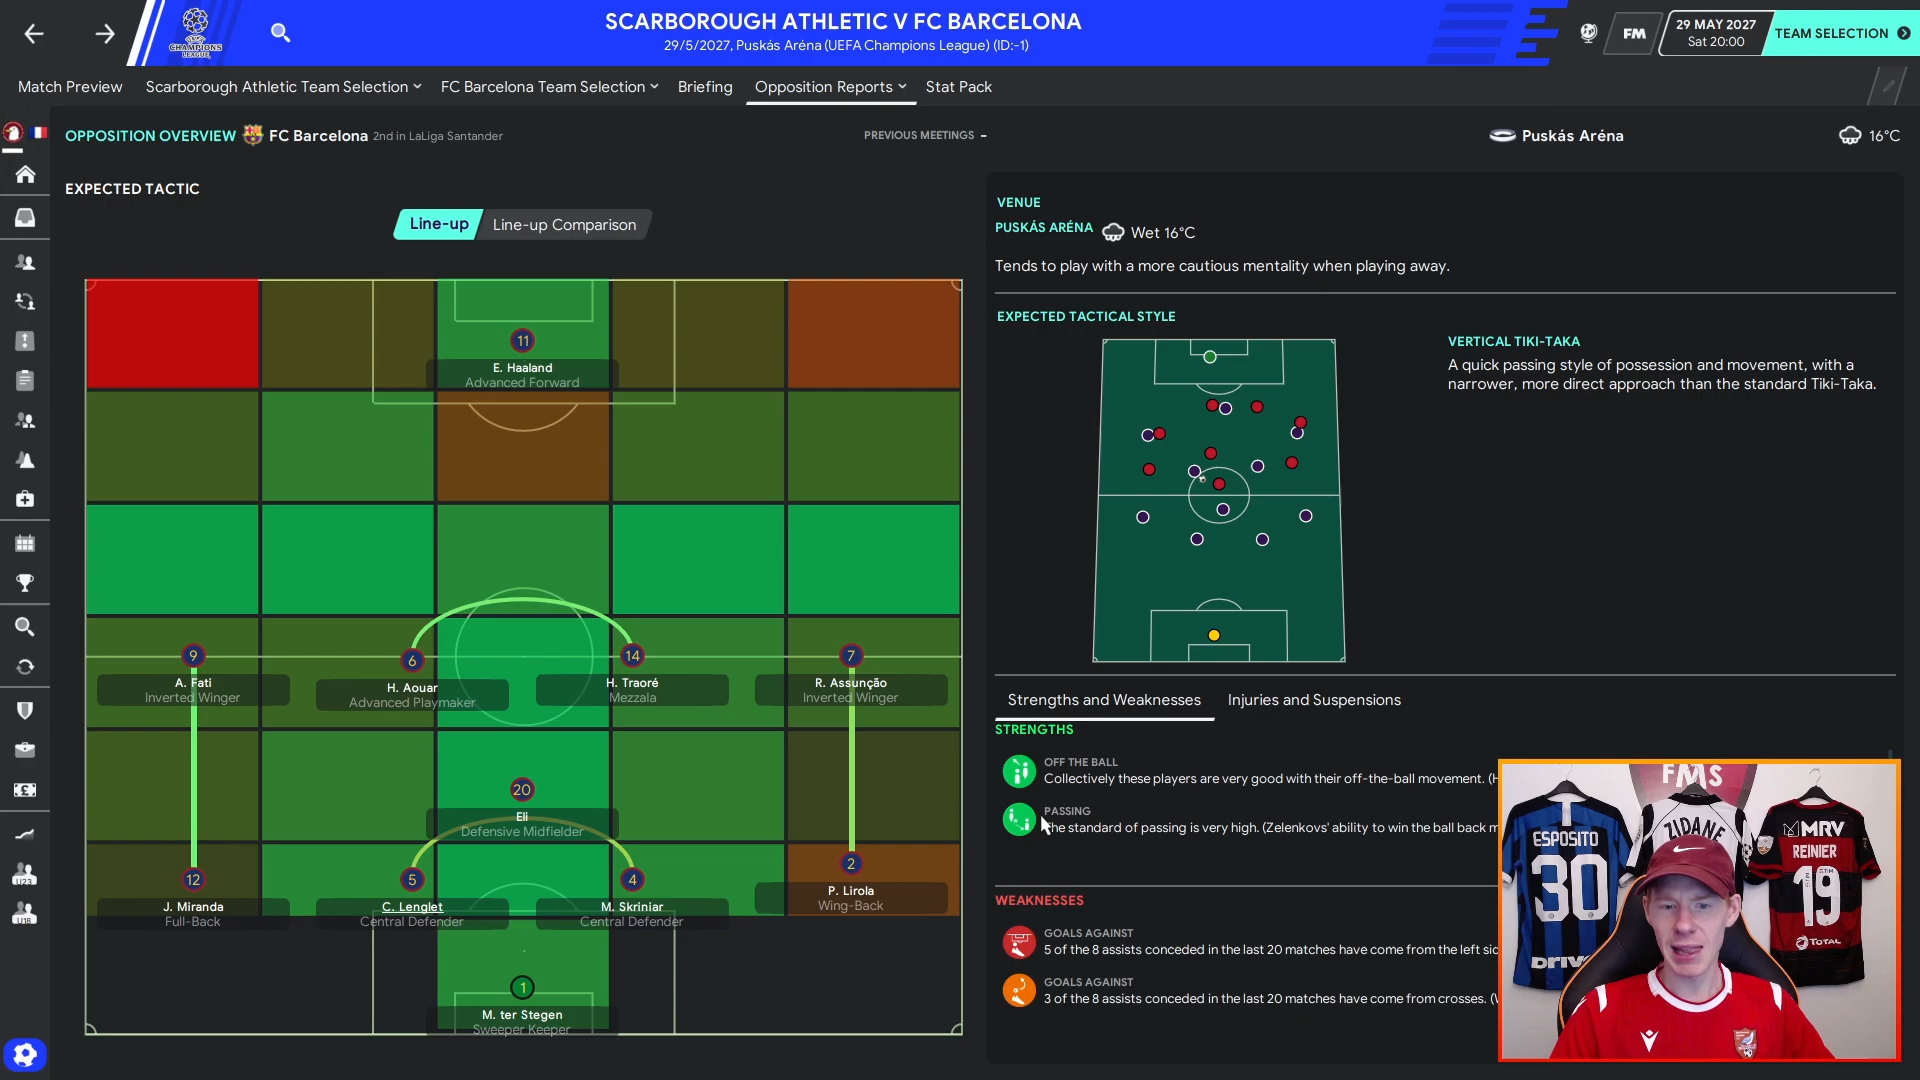 SCARBOROUGH ATHLETIC V FC BARCELONA
29/5/2027, Puskás Aréna (UEFA Champions League) (ID:-1)
CHAMPIONS LEAGUE
FM
29 MAY 2027
Sat 20:00
TEAM SELECTION
Match Preview
Scarborough Athletic Team Selection
FC Barcelona Team Selection
Briefing
Opposition Reports
Stat Pack
OPPOSITION OVERVIEW
FC Barcelona 2nd in LaLiga Santander
PREVIOUS MEETINGS -
Puskás Aréna
16°C
EXPECTED TACTIC
Line-up
Line-up Comparison
11
E. Haaland
Advanced Forward
9
A. Fati
Inverted Winger
6
H. Aouar
Advanced Playmaker
14
H. Traoré
Mezzala
7
R. Assunção
Inverted Winger
20
Eli
Defensive Midfielder
12
J. Miranda
Full-Back
5
C. Lenglet
Central Defender
4
M. Skriniar
Central Defender
2
P. Lirola
Wing-Back
1
M. ter Stegen
Sweeper Keeper
U23
U18
VENUE
PUSKÁS ARÉNA
Wet 16°C
Tends to play with a more cautious mentality when playing away.
EXPECTED TACTICAL STYLE
VERTICAL TIKI-TAKA
A quick passing style of possession and movement, with a
narrower, more direct approach than the standard Tiki-Taka.
Strengths and Weaknesses
Injuries and Suspensions
STRENGTHS
OFF THE BALL
Collectively these players are very good with their off-the-ball movement. (H
PASSING
The standard of passing is very high. (Zelenkovs' ability to win the ball back m
WEAKNESSES
GOALS AGAINST
5 of the 8 assists conceded in the last 20 matches have come from the left sid
GOALS AGAINST
3 of the 8 assists conceded in the last 20 matches have come from crosses. (W
FMS
ESPOSITO
30
ZIDANE
MRV
REINIER
19
TOTAL